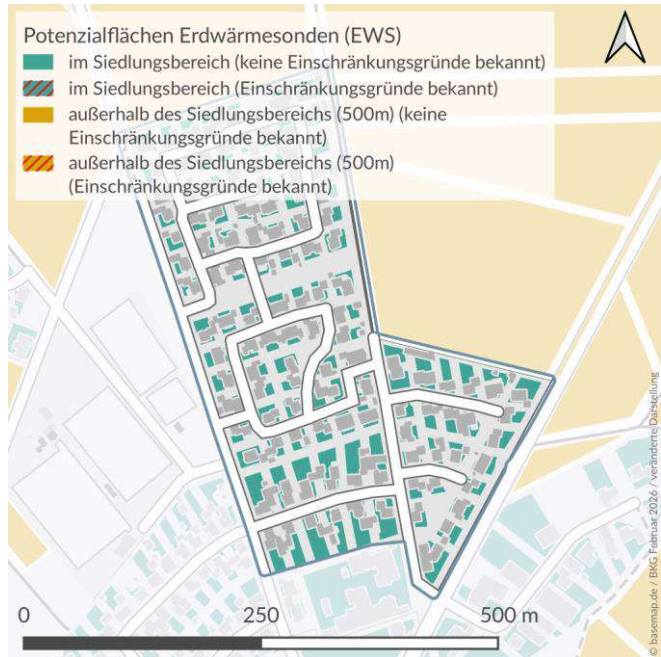 Potenzialflächen Erdwärmesonden (EWS)
im Siedlungsbereich (keine Einschränkungsgründe bekannt)
im Siedlungsbereich (Einschränkungsgründe bekannt)
außerhalb des Siedlungsbereichs (500m) (keine
Einschränkungsgründe bekannt)
außerhalb des Siedlungsbereichs (500m)
(Einschränkungsgründe bekannt)
0 250 500 m
© basemap.de / BKG Februar 2026 / veränderte Darstellung